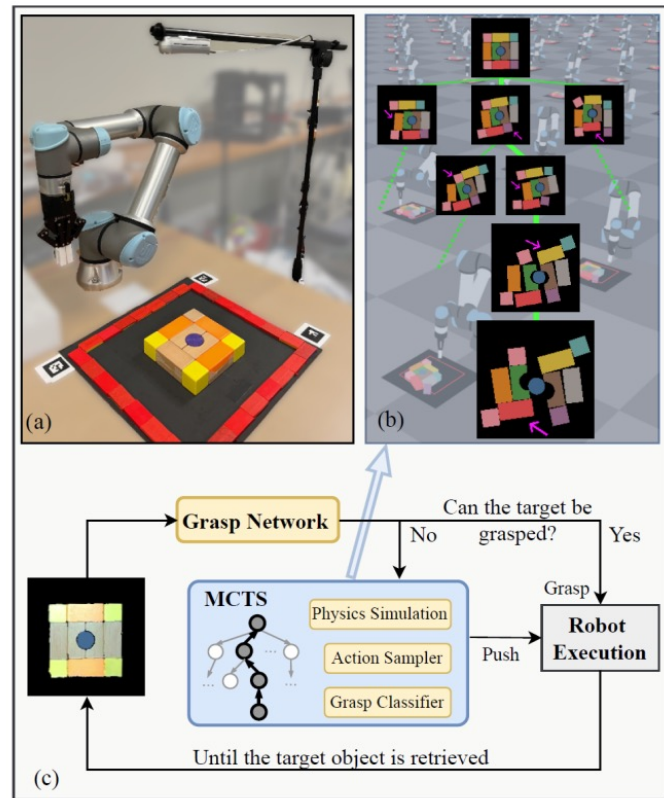 (a)
(b)
Grasp Network
Can the target be
grasped?
No
Yes
MCTS
Physics Simulation
Action Sampler
Grasp Classifier
...
...
...
Push
Grasp
Robot
Execution
Until the target object is retrieved
(c)